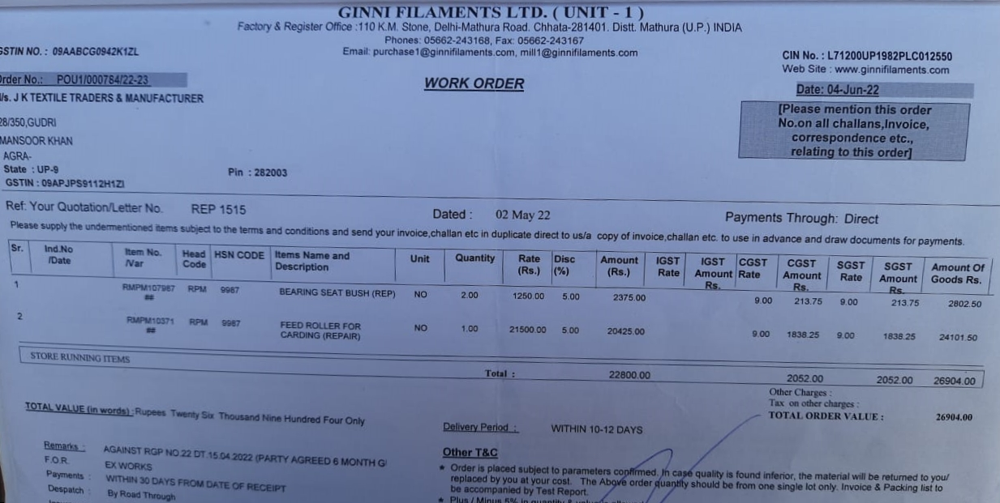 GINNI FILAMENTS LTD. ( UNIT - 1 )
Factory & Register Office :110 K.M. Stone, Delhi-Mathura Road. Chhata-281401. Distt. Mathura (U.P.) INDIA
Phones: 05662-243168, Fax: 05662-243167
Email: purchase1@ginnifilaments.com, mill1@ginnifilaments.com
GSTIN NO. : 09AABCG0942K1ZL
CIN No. : L71200UP1982PLC012550
Web Site : www.ginnifilaments.com
Order No.: POU1/000764/22-23
WORK ORDER
Date: 04-Jun-22
M/s. J K TEXTILE TRADERS & MANUFACTURER
[Please mention this order
No.on all challans,Invoice,
correspondence etc.,
relating to this order]
28/350,GUDRI
MANSOOR KHAN
AGRA-
State : UP-9 Pin : 282003
GSTIN : 09APJPS9112H1ZI
Ref: Your Quotation/Letter No. REP 1515 Dated : 02 May 22 Payments Through: Direct
Please supply the undermentioned items subject to the terms and conditions and send your invoice,challan etc in duplicate direct to us/a copy of invoice,challan etc. to use in advance and draw documents for payments.
Sr. Ind.No /Date Item No. /Var Head Code HSN CODE Items Name and Description Unit Quantity Rate (Rs.) Disc (%) Amount (Rs.) IGST Rate IGST Amount Rs. CGST Rate CGST Amount Rs. SGST Rate SGST Amount Rs. Amount Of Goods Rs.
1 RMPM107987 RPM 9987 BEARING SEAT BUSH (REP) NO 2.00 1250.00 5.00 2375.00 9.00 213.75 9.00 213.75 2802.50
##
2 RMPM10371 RPM 9987 FEED ROLLER FOR NO 1.00 21500.00 5.00 20425.00 9.00 1838.25 9.00 1838.25 24101.50
## CARDING (REPAIR)
STORE RUNNING ITEMS
Total : 22800.00 2052.00 2052.00 26904.00
Other Charges :
Tax on other charges :
TOTAL ORDER VALUE : 26904.00
TOTAL VALUE (in words) : Rupees Twenty Six Thousand Nine Hundred Four Only
Delivery Period : WITHIN 10-12 DAYS
Remarks : AGAINST RGP NO.22 DT.15.04.2022 (PARTY AGREED 6 MONTH G
F.O.R. EX WORKS
Payments : WITHIN 30 DAYS FROM DATE OF RECEIPT
Despatch : By Road Through
Other T&C
* Order is placed subject to parameters confirmed. In case quality is found inferior, the material will be returned to you/
replaced by you at your cost. The Above order quantity should be from one single lot only. Invoice & Packing list to
be accompanied by Test Report.
* Plus / Minus 5% in quantity &